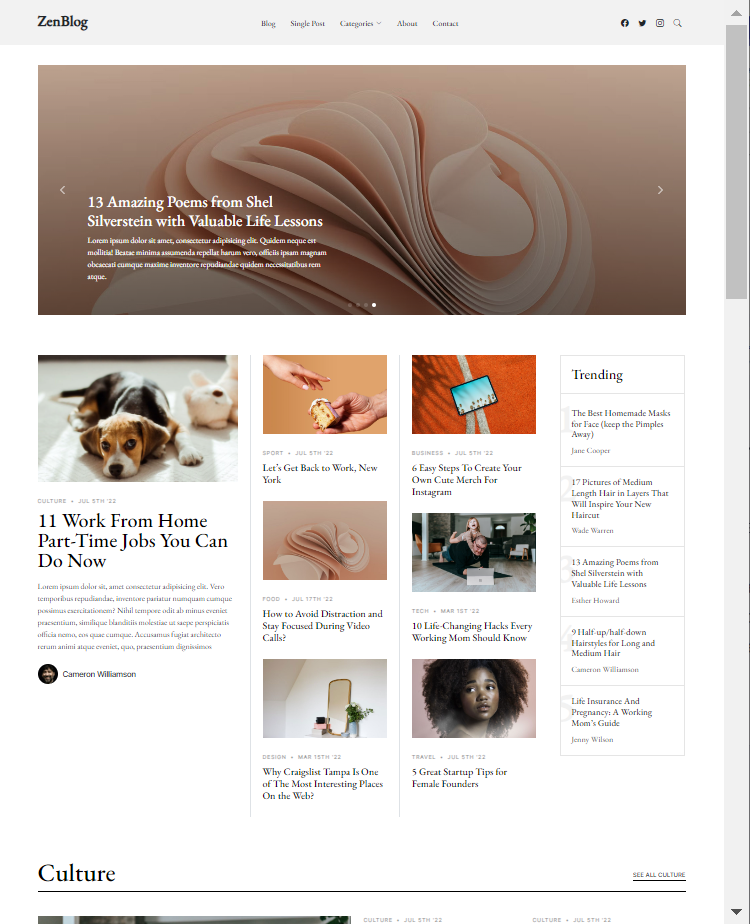 ZenBlog
Blog
Single Post
Categories
About
Contact
13 Amazing Poems from Shel
Silverstein with Valuable Life Lessons
Lorem ipsum dolor sit amet, consectetur adipisicing elit. Quidem neque est
mollitia! Beatae minima assumenda repellat harum vero, officiis ipsam magnam
obcaecati cumque maxime inventore repudiandae quidem necessitatibus rem
atque.
CULTURE • JUL 5TH '22
11 Work From Home
Part-Time Jobs You Can
Do Now
Lorem ipsum dolor sit, amet consectetur adipisicing elit. Vero
temporibus repudiandae, inventore pariatur numquam cumque
possimus exercitationem? Nihil tempore odit ab minus eveniet
praesentium, similique blanditiis molestiae ut saepe perspiciatis
officia nemo, eos quae cumque. Accusamus fugiat architecto
rerum animi atque eveniet, quo, praesentium dignissimos
Cameron Williamson
SPORT • JUL 5TH '22
Let's Get Back to Work, New
York
FOOD • JUL 17TH '22
How to Avoid Distraction and
Stay Focused During Video
Calls?
DESIGN • MAR 15TH '22
Why Craigslist Tampa Is One
of The Most Interesting Places
On the Web?
BUSINESS • JUL 5TH '22
6 Easy Steps To Create Your
Own Cute Merch For
Instagram
TECH • MAR 1ST '22
10 Life-Changing Hacks Every
Working Mom Should Know
TRAVEL • JUL 5TH '22
5 Great Startup Tips for
Female Founders
Trending
1
The Best Homemade Masks
for Face (keep the Pimples
Away)
Jane Cooper
2
17 Pictures of Medium
Length Hair in Layers That
Will Inspire Your New
Haircut
Wade Warren
3
13 Amazing Poems from
Shel Silverstein with
Valuable Life Lessons
Esther Howard
4
9 Half-up/half-down
Hairstyles for Long and
Medium Hair
Cameron Williamson
5
Life Insurance And
Pregnancy: A Working
Mom's Guide
Jenny Wilson
Culture
SEE ALL CULTURE
CULTURE • JUL 5TH '22
CULTURE • JUL 5TH '22